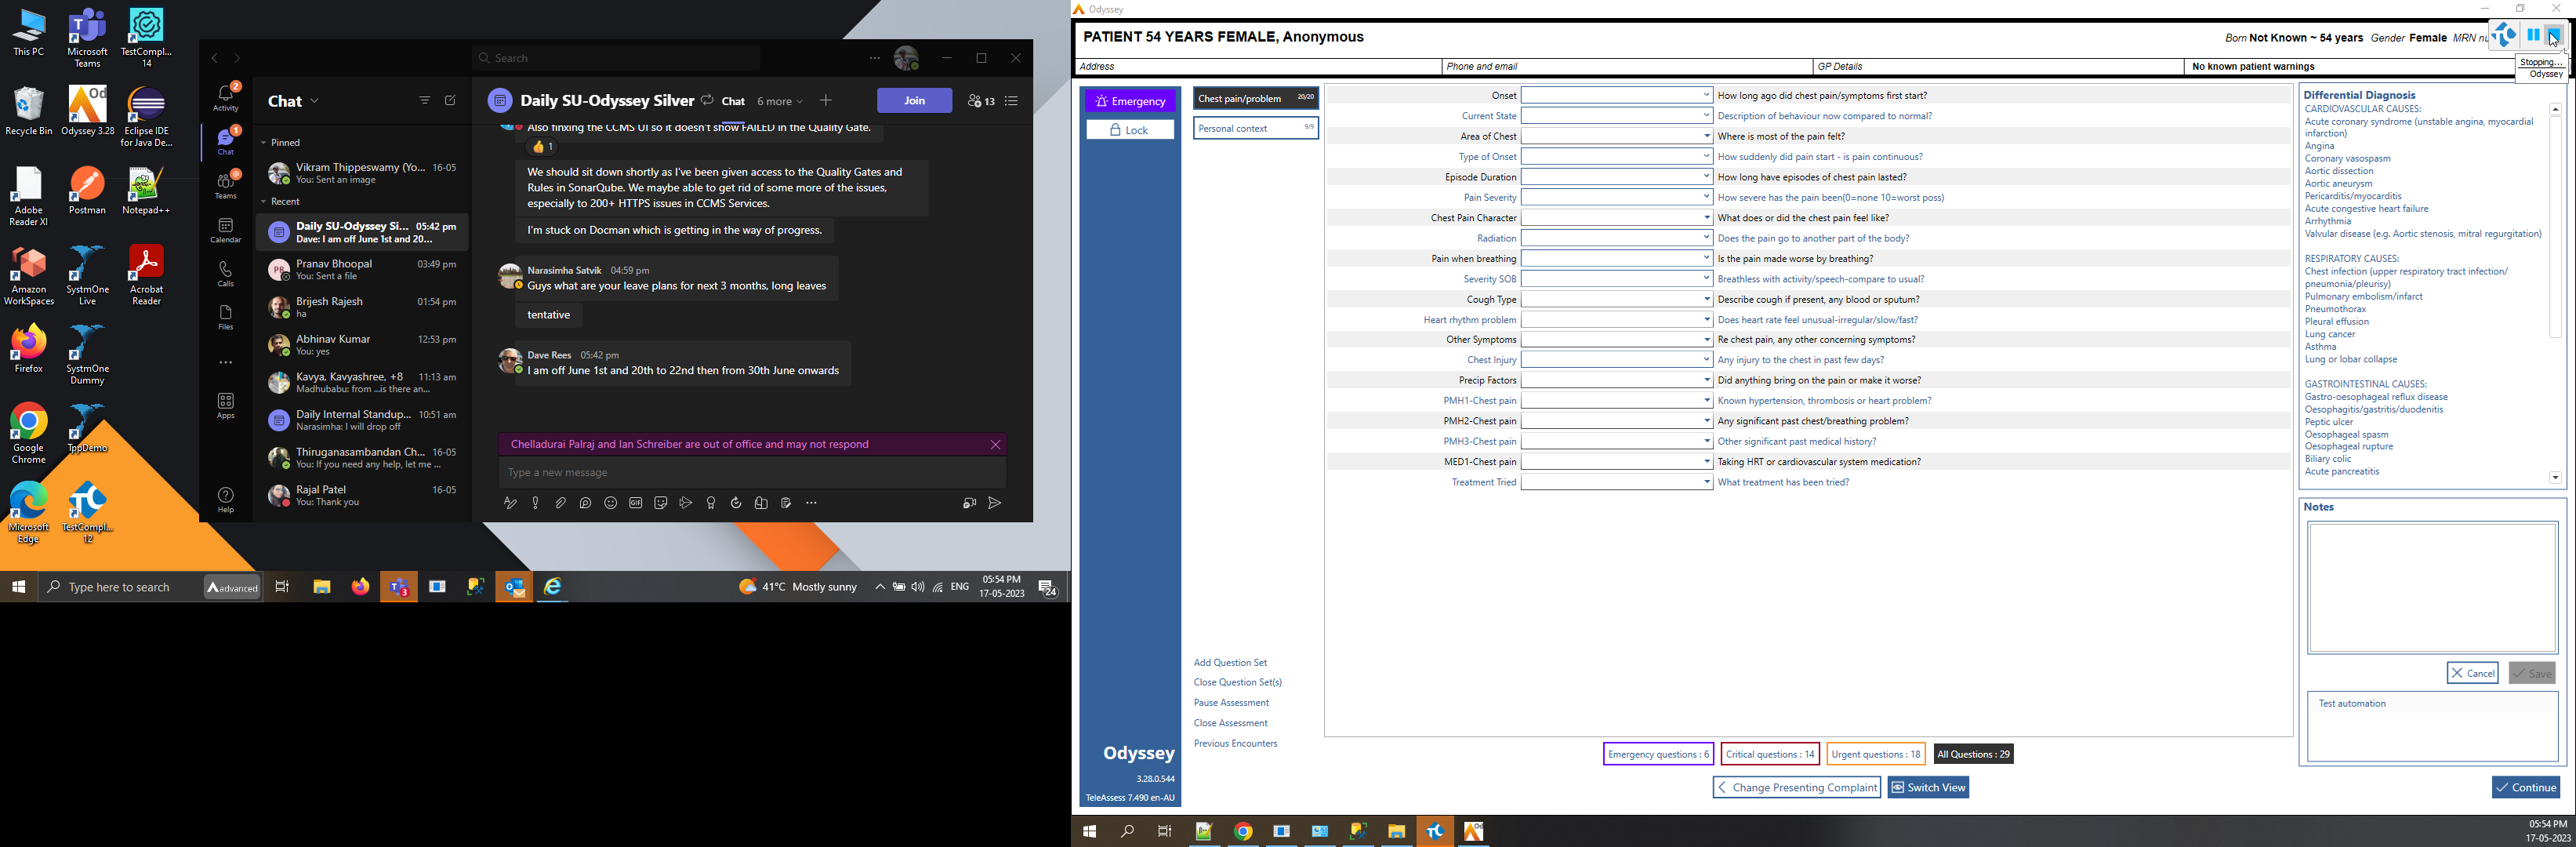 This PC
Microsoft Teams
TestCompl... 14
Recycle Bin
Odyssey 3.28
Eclipse IDE for Java De...
Adobe Reader XI
Postman
Notepad++
Amazon WorkSpaces
SystmOne Live
Acrobat Reader
Firefox
SystmOne Dummy
Google Chrome
TppDemo
Microsoft Edge
TestCompl... 12
Search
Activity
2
Chat
1
Teams
Calendar
Calls
Files
Apps
Help
Chat
Pinned
Vikram Thippeswamy (Yo... 16-05
You: Sent an image
Recent
Daily SU-Odyssey Si... 05:42 pm
Dave: I am off June 1st and 20...
PR
Pranav Bhoopal 03:49 pm
You: Sent a file
Brijesh Rajesh 01:54 pm
ha
Abhinav Kumar 12:53 pm
You: yes
Kavya, Kavyashree, +8 11:13 am
Madhubabu: from ...is there an...
Daily Internal Standup... 10:51 am
Narasimha: I will drop off
Thiruganasambandan Ch... 16-05
You: If you need any help, let me ...
Rajal Patel 16-05
You: Thank you
Daily SU-Odyssey Silver Chat 6 more Join 13
Also finxing the CCMS UI so it doesn't show FAILED in the Quality Gate.
1
We should sit down shortly as I've been given access to the Quality Gates and
Rules in SonarQube. We maybe able to get rid of some more of the issues,
especially to 200+ HTTPS issues in CCMS Services.
I'm stuck on Docman which is getting in the way of progress.
Narasimha Satvik 04:59 pm
Guys what are your leave plans for next 3 months, long leaves
tentative
Dave Rees 05:42 pm
I am off June 1st and 20th to 22nd then from 30th June onwards
Chelladurai Palraj and Ian Schreiber are out of office and may not respond
Type a new message
GIF
Type here to search
advanced
3
41°C Mostly sunny
ENG
05:54 PM
17-05-2023
24
Odyssey
PATIENT 54 YEARS FEMALE, Anonymous
Born Not Known ~ 54 years Gender Female MRN nu
Stopping...
Odyssey
Address
Phone and email
GP Details
No known patient warnings
Emergency
Lock
Chest pain/problem 20/20
Personal context 9/9
Onset How long ago did chest pain/symptoms first start?
Current State Description of behaviour now compared to normal?
Area of Chest Where is most of the pain felt?
Type of Onset How suddenly did pain start - is pain continuous?
Episode Duration How long have episodes of chest pain lasted?
Pain Severity How severe has the pain been(0=none 10=worst poss)
Chest Pain Character What does or did the chest pain feel like?
Radiation Does the pain go to another part of the body?
Pain when breathing Is the pain made worse by breathing?
Severity SOB Breathless with activity/speech-compare to usual?
Cough Type Describe cough if present, any blood or sputum?
Heart rhythm problem Does heart rate feel unusual-irregular/slow/fast?
Other Symptoms Re chest pain, any other concerning symptoms?
Chest Injury Any injury to the chest in past few days?
Precip Factors Did anything bring on the pain or make it worse?
PMH1-Chest pain Known hypertension, thrombosis or heart problem?
PMH2-Chest pain Any significant past chest/breathing problem?
PMH3-Chest pain Other significant past medical history?
MED1-Chest pain Taking HRT or cardiovascular system medication?
Treatment Tried What treatment has been tried?
Differential Diagnosis
CARDIOVASCULAR CAUSES:
Acute coronary syndrome (unstable angina, myocardial
infarction)
Angina
Coronary vasospasm
Aortic dissection
Aortic aneurysm
Pericarditis/myocarditis
Acute congestive heart failure
Arrhythmia
Valvular disease (e.g. Aortic stenosis, mitral regurgitation)
RESPIRATORY CAUSES:
Chest infection (upper respiratory tract infection/
pneumonia/pleurisy)
Pulmonary embolism/infarct
Pneumothorax
Pleural effusion
Lung cancer
Asthma
Lung or lobar collapse
GASTROINTESTINAL CAUSES:
Gastro-oesophageal reflux disease
Oesophagitis/gastritis/duodenitis
Peptic ulcer
Oesophageal spasm
Oesophageal rupture
Biliary colic
Acute pancreatitis
Notes
Cancel
Save
Test automation
Add Question Set
Close Question Set(s)
Pause Assessment
Close Assessment
Previous Encounters
Odyssey
3.28.0.544
TeleAssess 7.490 en-AU
Emergency questions : 6
Critical questions : 14
Urgent questions : 18
All Questions : 29
Change Presenting Complaint
Switch View
Continue
05:54 PM
17-05-2023